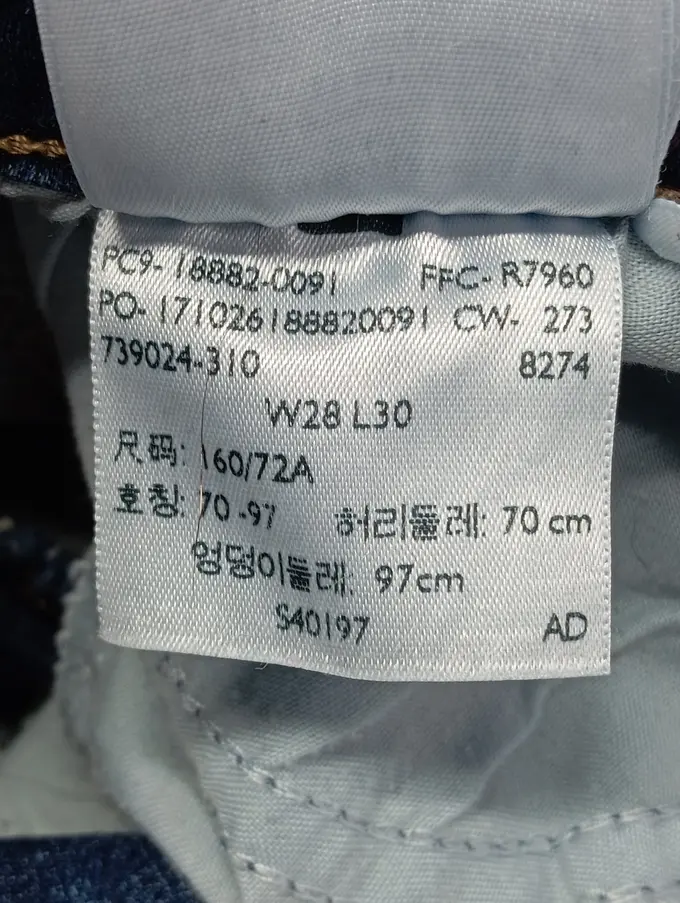 PC9- 18882-0091 FFC- R7960
PO- 171026188820091 CW- 273
739024-310 8274
W28 L30
尺码: 160/72A
호칭: 70 -97 허리둘레: 70 cm
엉덩이둘레: 97cm
S40197 AD